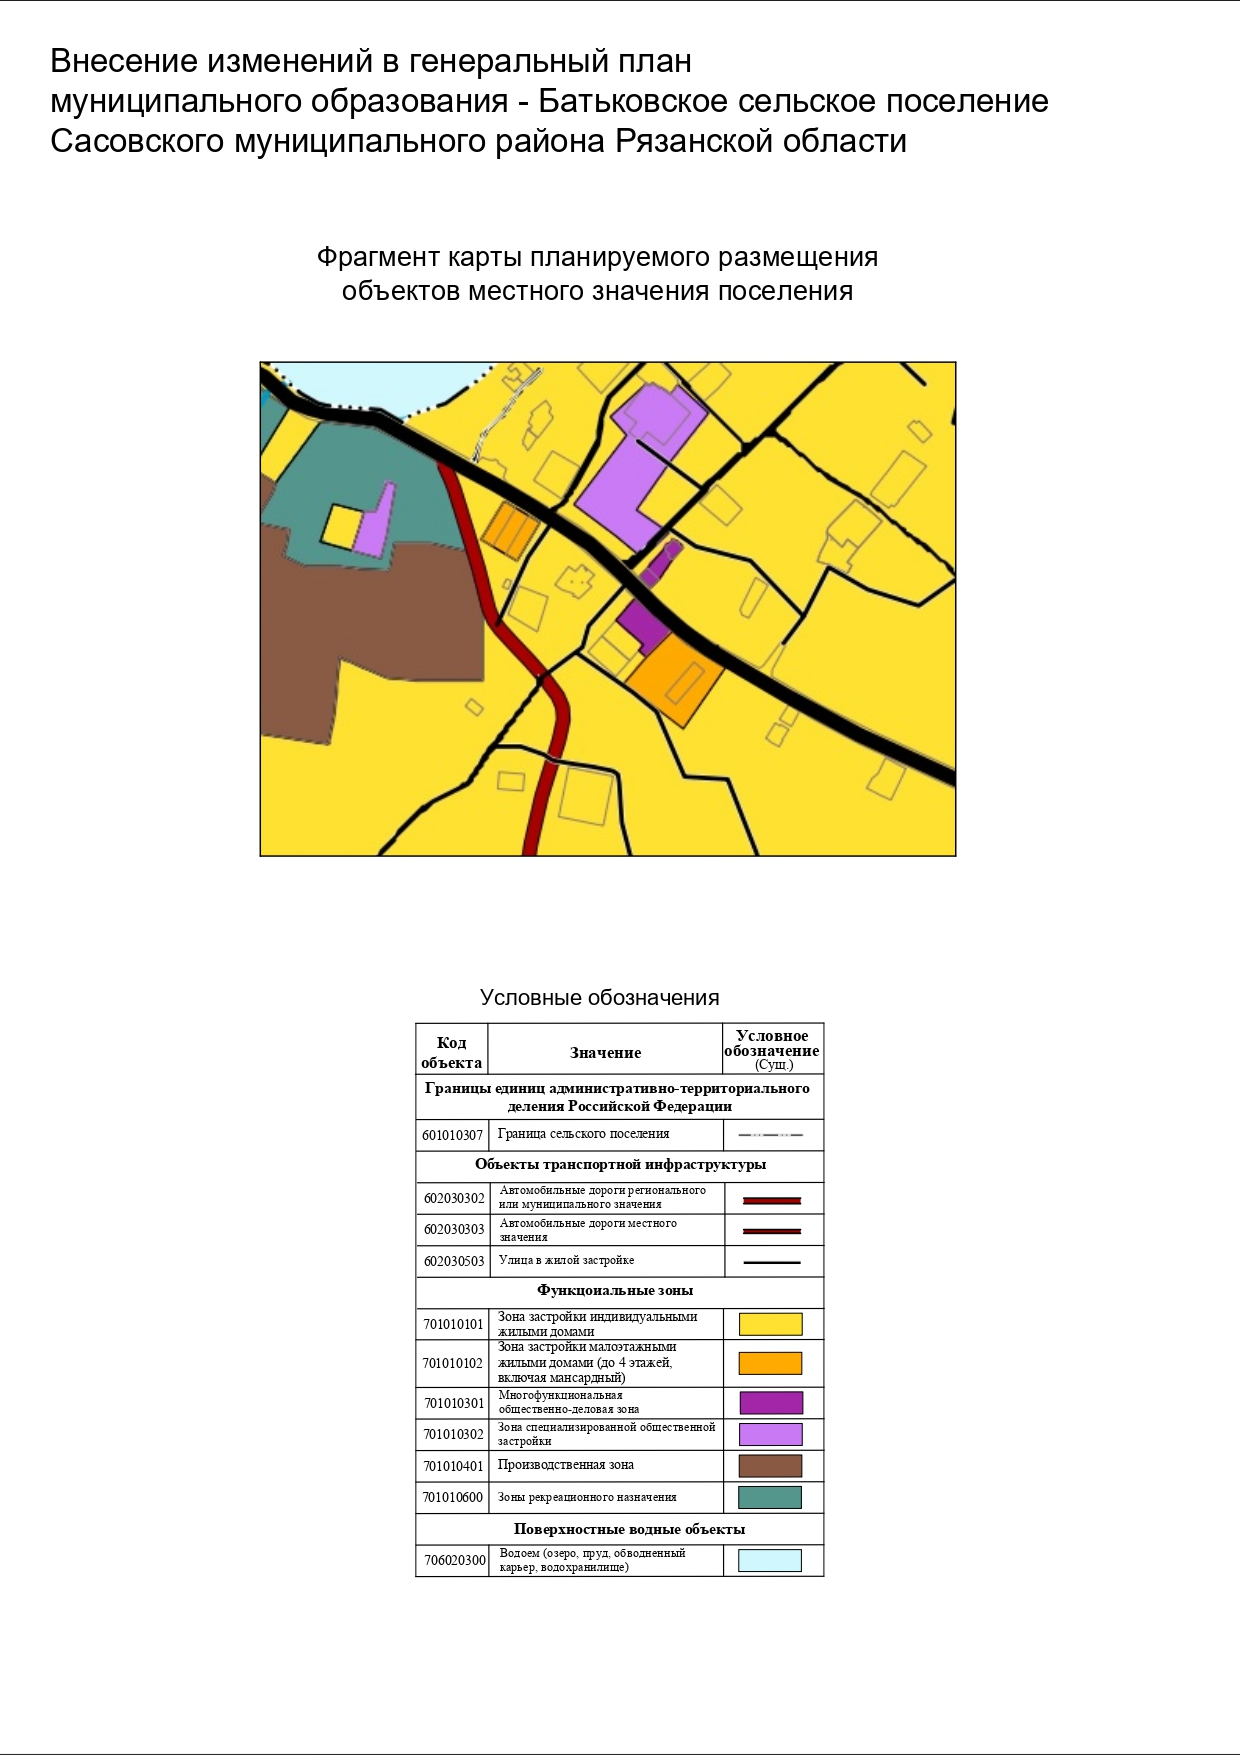 Внесение изменений в генеральный план
муниципального образования - Батьковское сельское поселение
Сасовского муниципального района Рязанской области
Фрагмент карты планируемого размещения
объектов местного значения поселения
Условные обозначения
Код
объекта
Значение
Условное
обозначение
(Сущ.)
Границы единиц административно-территориального
деления Российской Федерации
601010307
Граница сельского поселения
Объекты транспортной инфраструктуры
602030302
Автомобильные дороги регионального
или муниципального значения
602030303
Автомобильные дороги местного
значения
602030503
Улица в жилой застройке
Функциональные зоны
701010101
Зона застройки индивидуальными
жилыми домами
701010102
Зона застройки малоэтажными
жилыми домами (до 4 этажей,
включая мансардный)
701010301
Многофункциональная
общественно-деловая зона
701010302
Зона специализированной общественной
застройки
701010401
Производственная зона
701010600
Зоны рекреационного назначения
Поверхностные водные объекты
706020300
Водоем (озеро, пруд, обводненный
карьер, водохранилище)